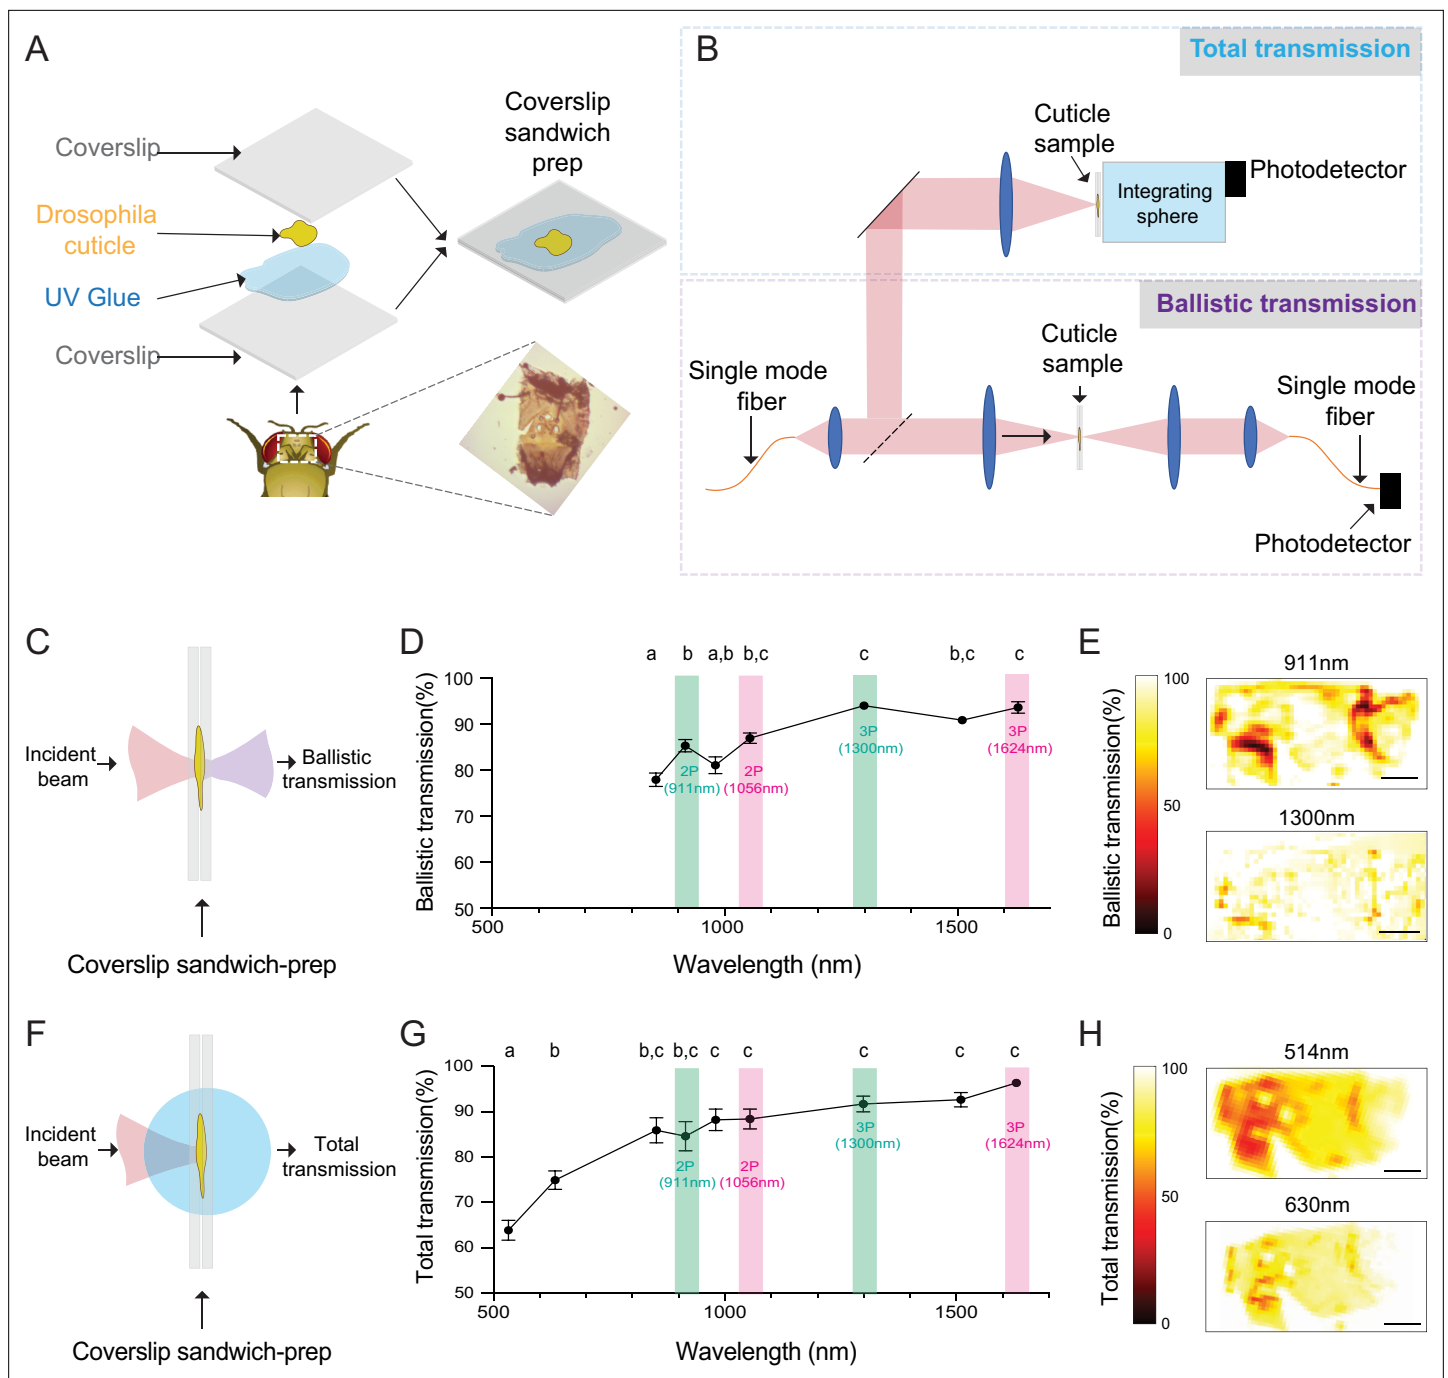 A
Coverslip
Drosophila
cuticle
UV Glue
Coverslip
Coverslip
sandwich
prep
B
Total transmission
Cuticle
sample
Integrating
sphere
Photodetector
Ballistic transmission
Single mode
fiber
Cuticle
sample
Single mode
fiber
Photodetector
C
Incident
beam
Ballistic
transmission
Coverslip sandwich-prep
D
a b a,b b,c c b,c c
Ballistic transmission(%)
100
90
80
70
60
50
2P
(911nm)
2P
(1056nm)
3P
(1300nm)
3P
(1624nm)
500 1000 1500
Wavelength (nm)
E
Ballistic transmission(%)
100
50
0
911nm
1300nm
F
Incident
beam
Total
transmission
Coverslip sandwich-prep
G
a b b,c b,c c c c c c
Total transmission(%)
100
90
80
70
60
50
2P
(911nm)
2P
(1056nm)
3P
(1300nm)
3P
(1624nm)
500 1000 1500
Wavelength (nm)
H
Total transmission(%)
100
50
0
514nm
630nm